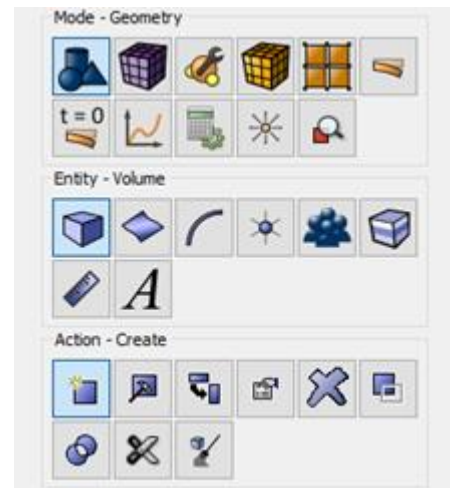 Mode - Geometry
t = 0
Entity - Volume
A
Action - Create